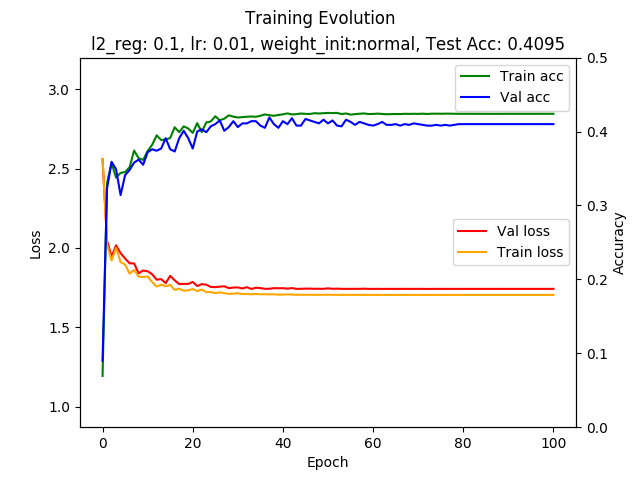 Training Evolution
l2_reg: 0.1, lr: 0.01, weight_init:normal, Test Acc: 0.4095
Train acc
Val acc
Val loss
Train loss
Loss
3.0
2.5
2.0
1.5
1.0
Accuracy
0.5
0.4
0.3
0.2
0.1
0.0
0
20
40
60
80
100
Epoch